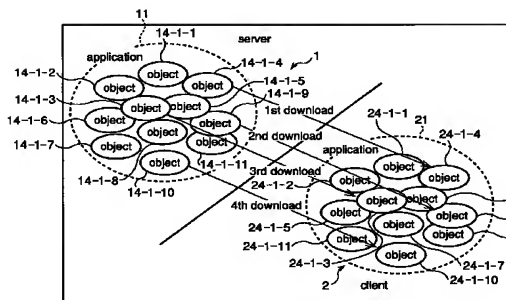 11
14-1-1
server
application
14-1-4
1
14-1-2
object
object
object
14-1-5
14-1-3
object
object
14-1-9
24-1-1
21
14-1-6
object
object
1st download
24-1-4
object
2nd download
application
14-1-7
object
object
object
object
14-1-11
3rd download
object
14-1-8
24-1-2
object
object
14-1-10
4th download
object
object
24-1-5
object
object
24-1-11
object
24-1-7
24-1-3
object
24-1-10
2
client